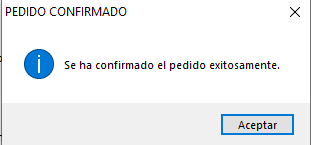 PEDIDO CONFIRMADO
Se ha confirmado el pedido exitosamente.
Aceptar